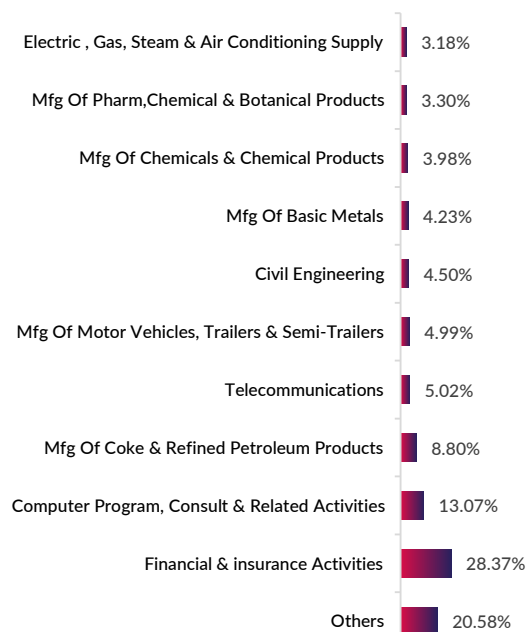 Electric , Gas, Steam & Air Conditioning Supply 3.18%
Mfg Of Pharm,Chemical & Botanical Products 3.30%
Mfg Of Chemicals & Chemical Products 3.98%
Mfg Of Basic Metals 4.23%
Civil Engineering 4.50%
Mfg Of Motor Vehicles, Trailers & Semi-Trailers 4.99%
Telecommunications 5.02%
Mfg Of Coke & Refined Petroleum Products 8.80%
Computer Program, Consult & Related Activities 13.07%
Financial & insurance Activities 28.37%
Others 20.58%